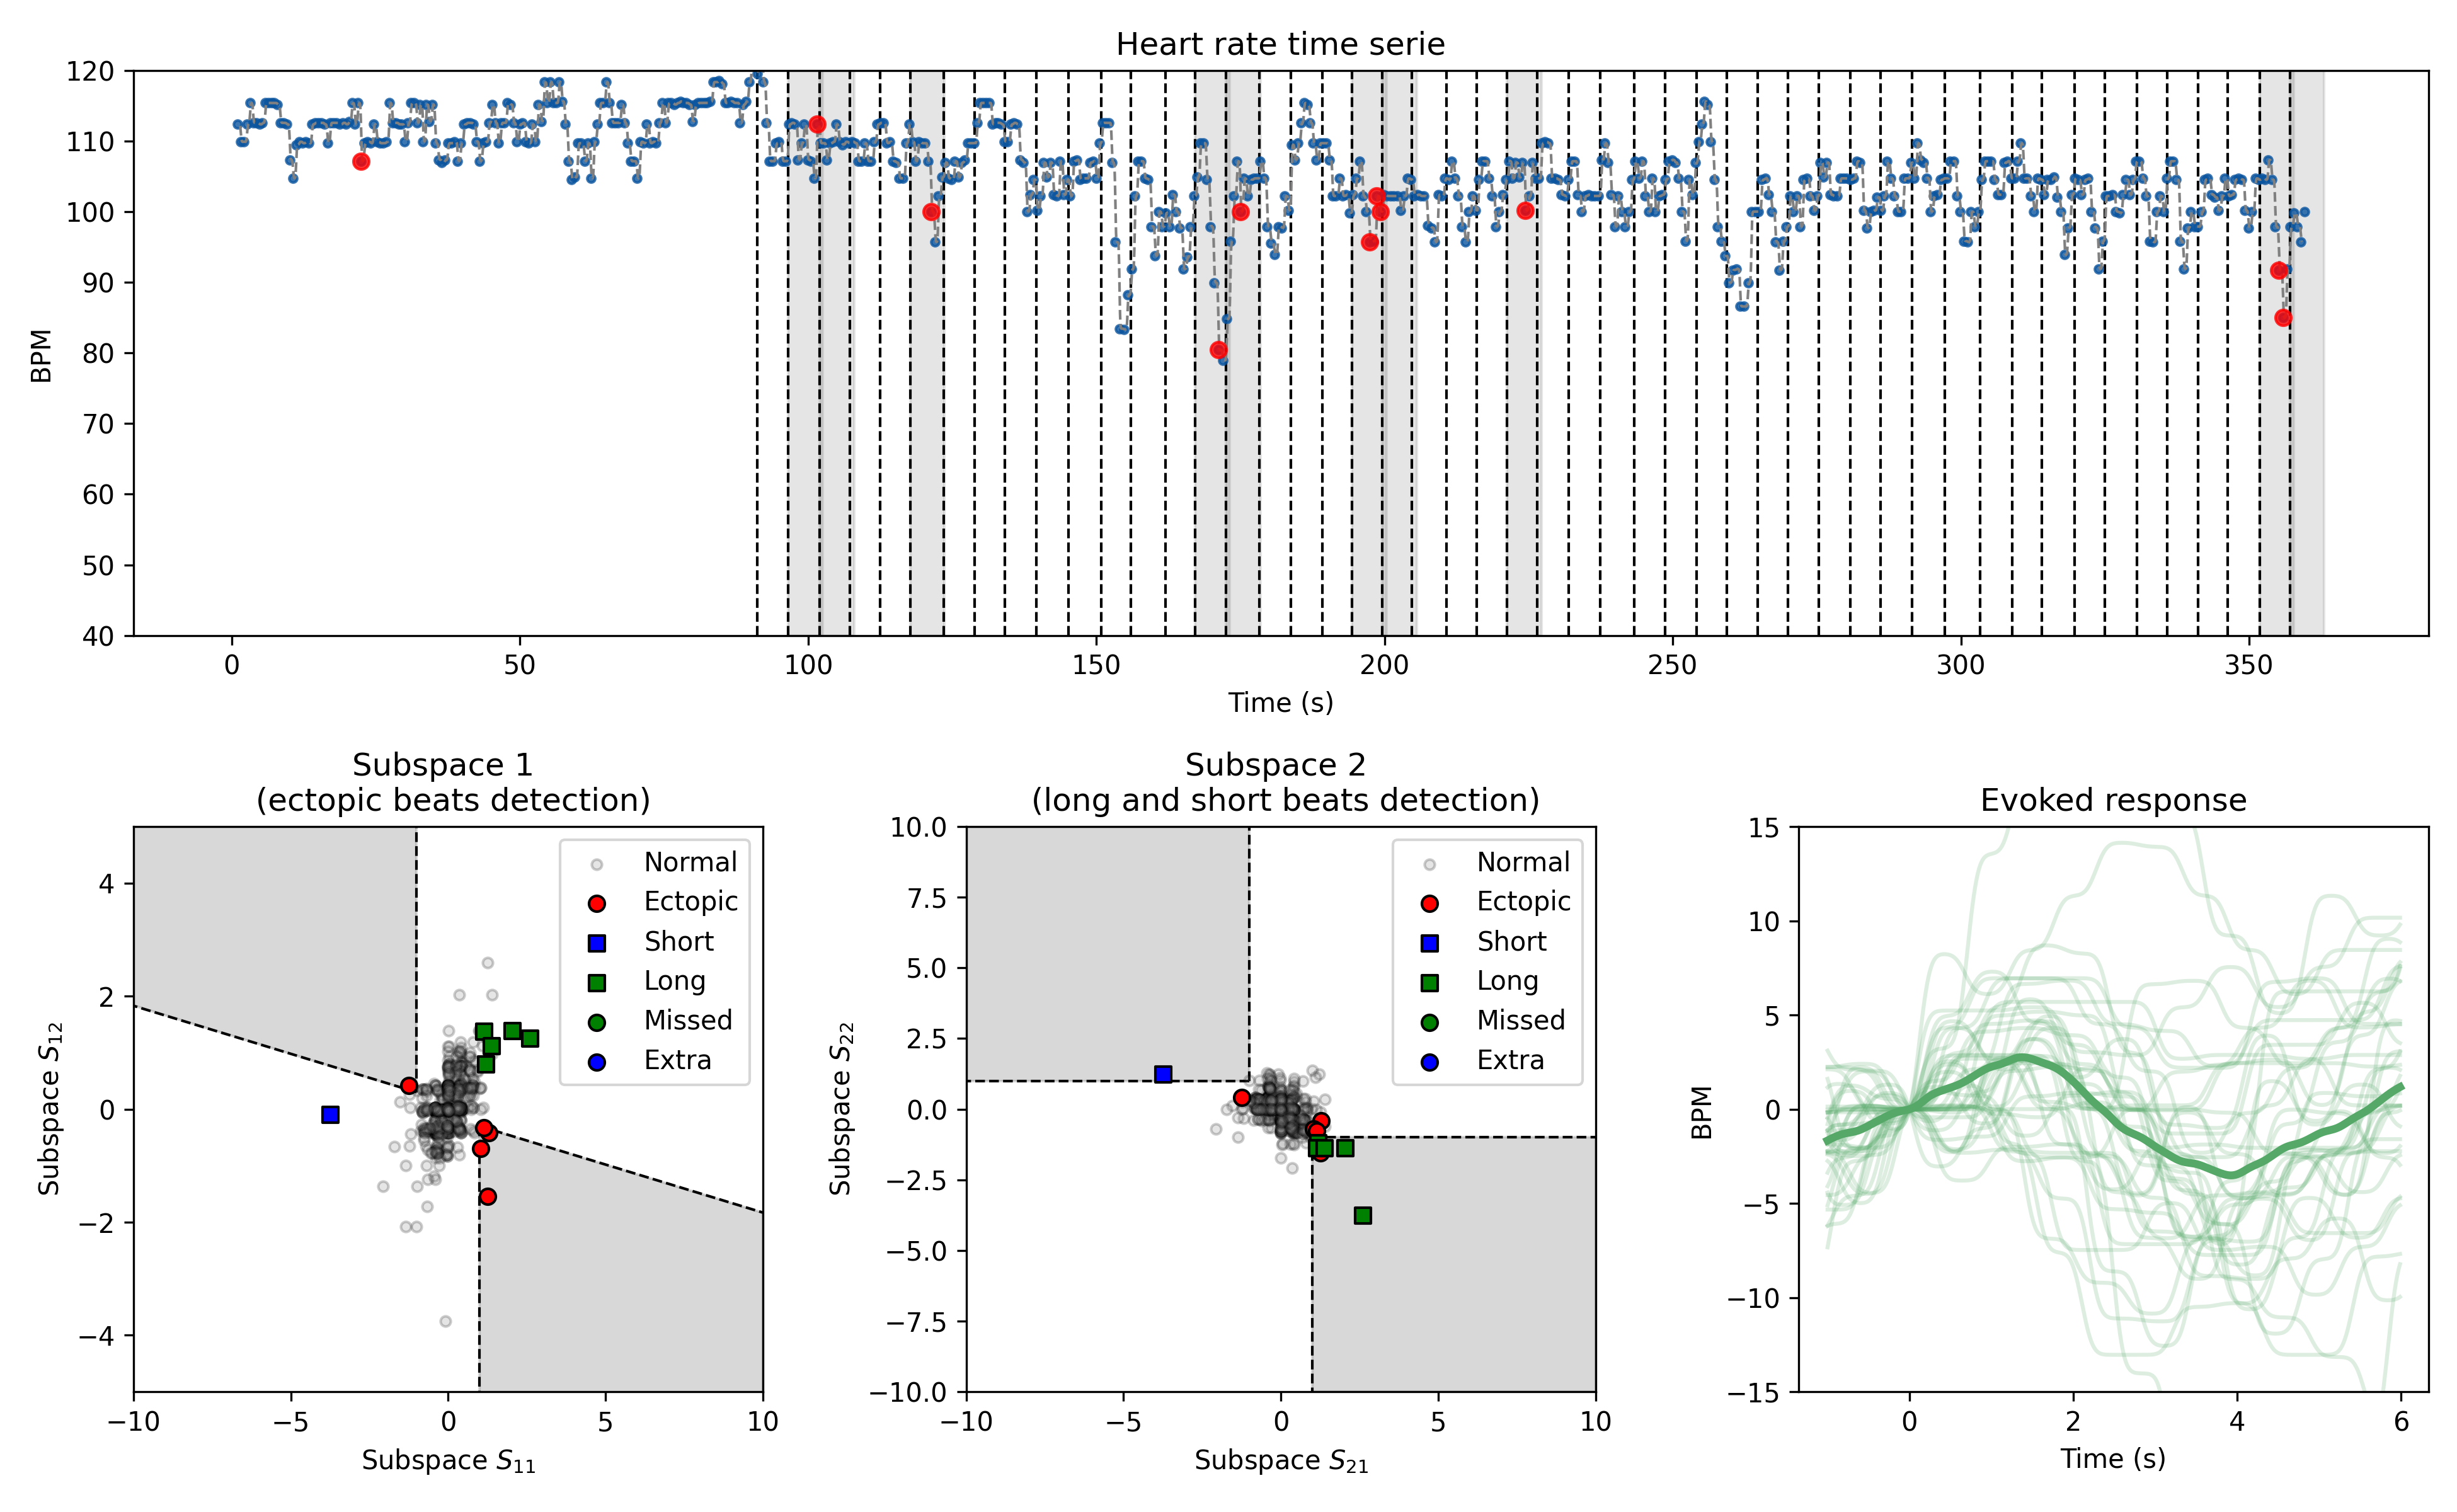 Heart rate time serie
120
110
100
90
80
70
60
50
40
BPM
0 50 100 150 200 250 300 350
Time (s)
Subspace 1
(ectopic beats detection)
4
2
0
−2
−4
Subspace S12
Normal
Ectopic
Short
Long
Missed
Extra
−10 −5 0 5 10
Subspace S11
Subspace 2
(long and short beats detection)
10.0
7.5
5.0
2.5
0.0
−2.5
−5.0
−7.5
−10.0
Subspace S22
Normal
Ectopic
Short
Long
Missed
Extra
−10 −5 0 5 10
Subspace S21
Evoked response
15
10
5
0
−5
−10
−15
BPM
0 2 4 6
Time (s)